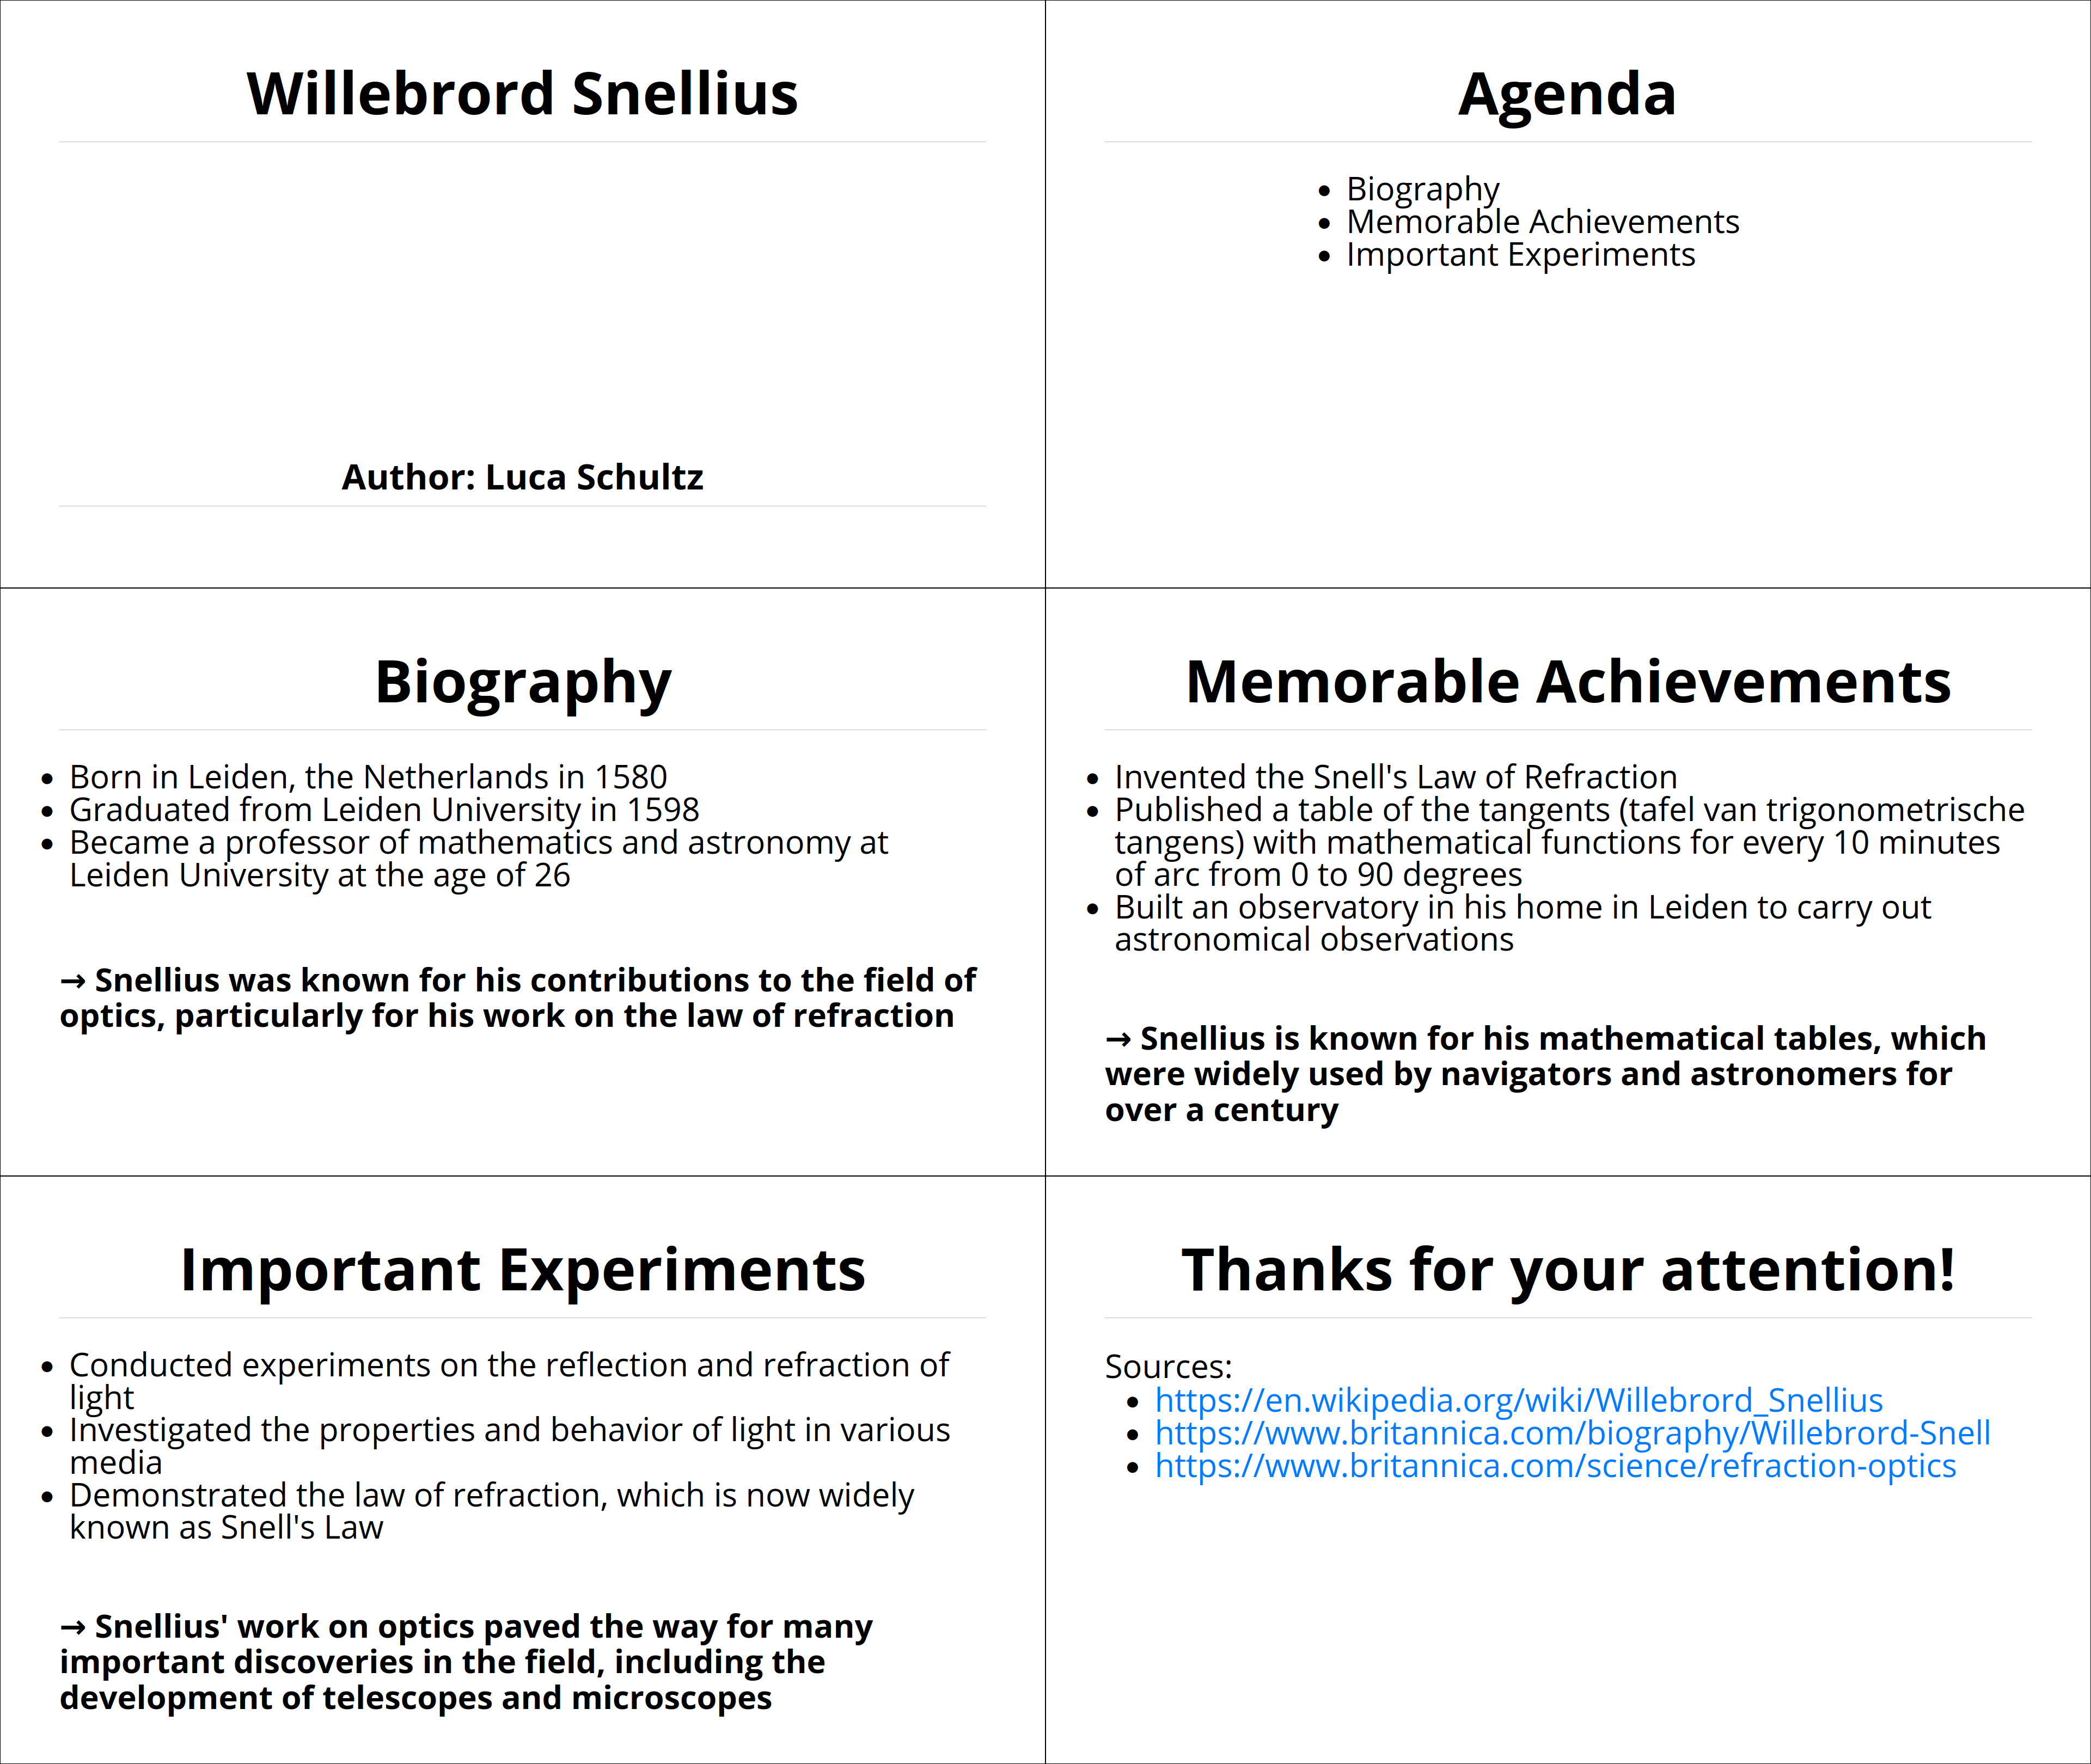 Willebrord Snellius
Author: Luca Schultz
Agenda
• Biography
• Memorable Achievements
• Important Experiments
Biography
• Born in Leiden, the Netherlands in 1580
• Graduated from Leiden University in 1598
• Became a professor of mathematics and astronomy at
Leiden University at the age of 26
→ Snellius was known for his contributions to the field of
optics, particularly for his work on the law of refraction
Memorable Achievements
• Invented the Snell's Law of Refraction
• Published a table of the tangents (tafel van trigonometrische
tangens) with mathematical functions for every 10 minutes
of arc from 0 to 90 degrees
• Built an observatory in his home in Leiden to carry out
astronomical observations
→ Snellius is known for his mathematical tables, which
were widely used by navigators and astronomers for
over a century
Important Experiments
• Conducted experiments on the reflection and refraction of
light
• Investigated the properties and behavior of light in various
media
• Demonstrated the law of refraction, which is now widely
known as Snell's Law
→ Snellius' work on optics paved the way for many
important discoveries in the field, including the
development of telescopes and microscopes
Thanks for your attention!
Sources:
• https://en.wikipedia.org/wiki/Willebrord_Snellius
• https://www.britannica.com/biography/Willebrord-Snell
• https://www.britannica.com/science/refraction-optics